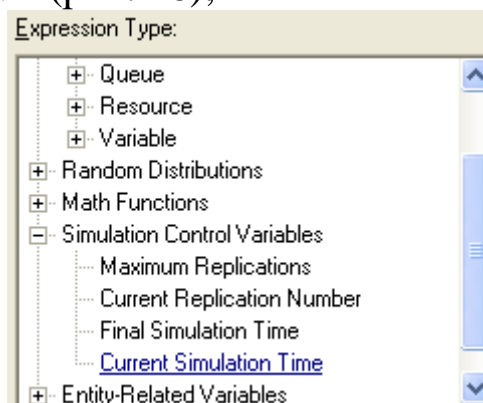 Expression Type:
Queue
Resource
Variable
Random Distributions
Math Functions
Simulation Control Variables
Maximum Replications
Current Replication Number
Final Simulation Time
Current Simulation Time
Entity-Related Variables